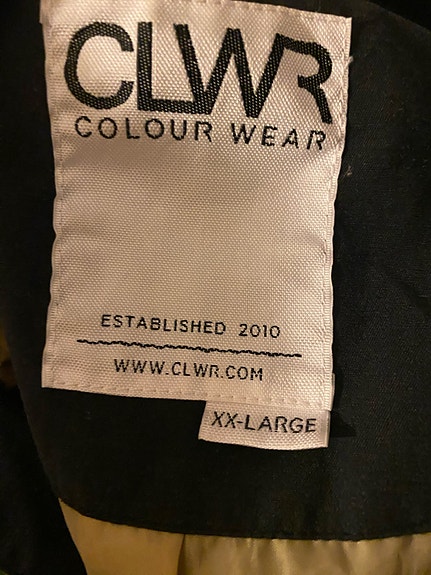 CLWR
COLOUR WEAR
ESTABLISHED 2010
WWW.CLWR.COM
XX-LARGE